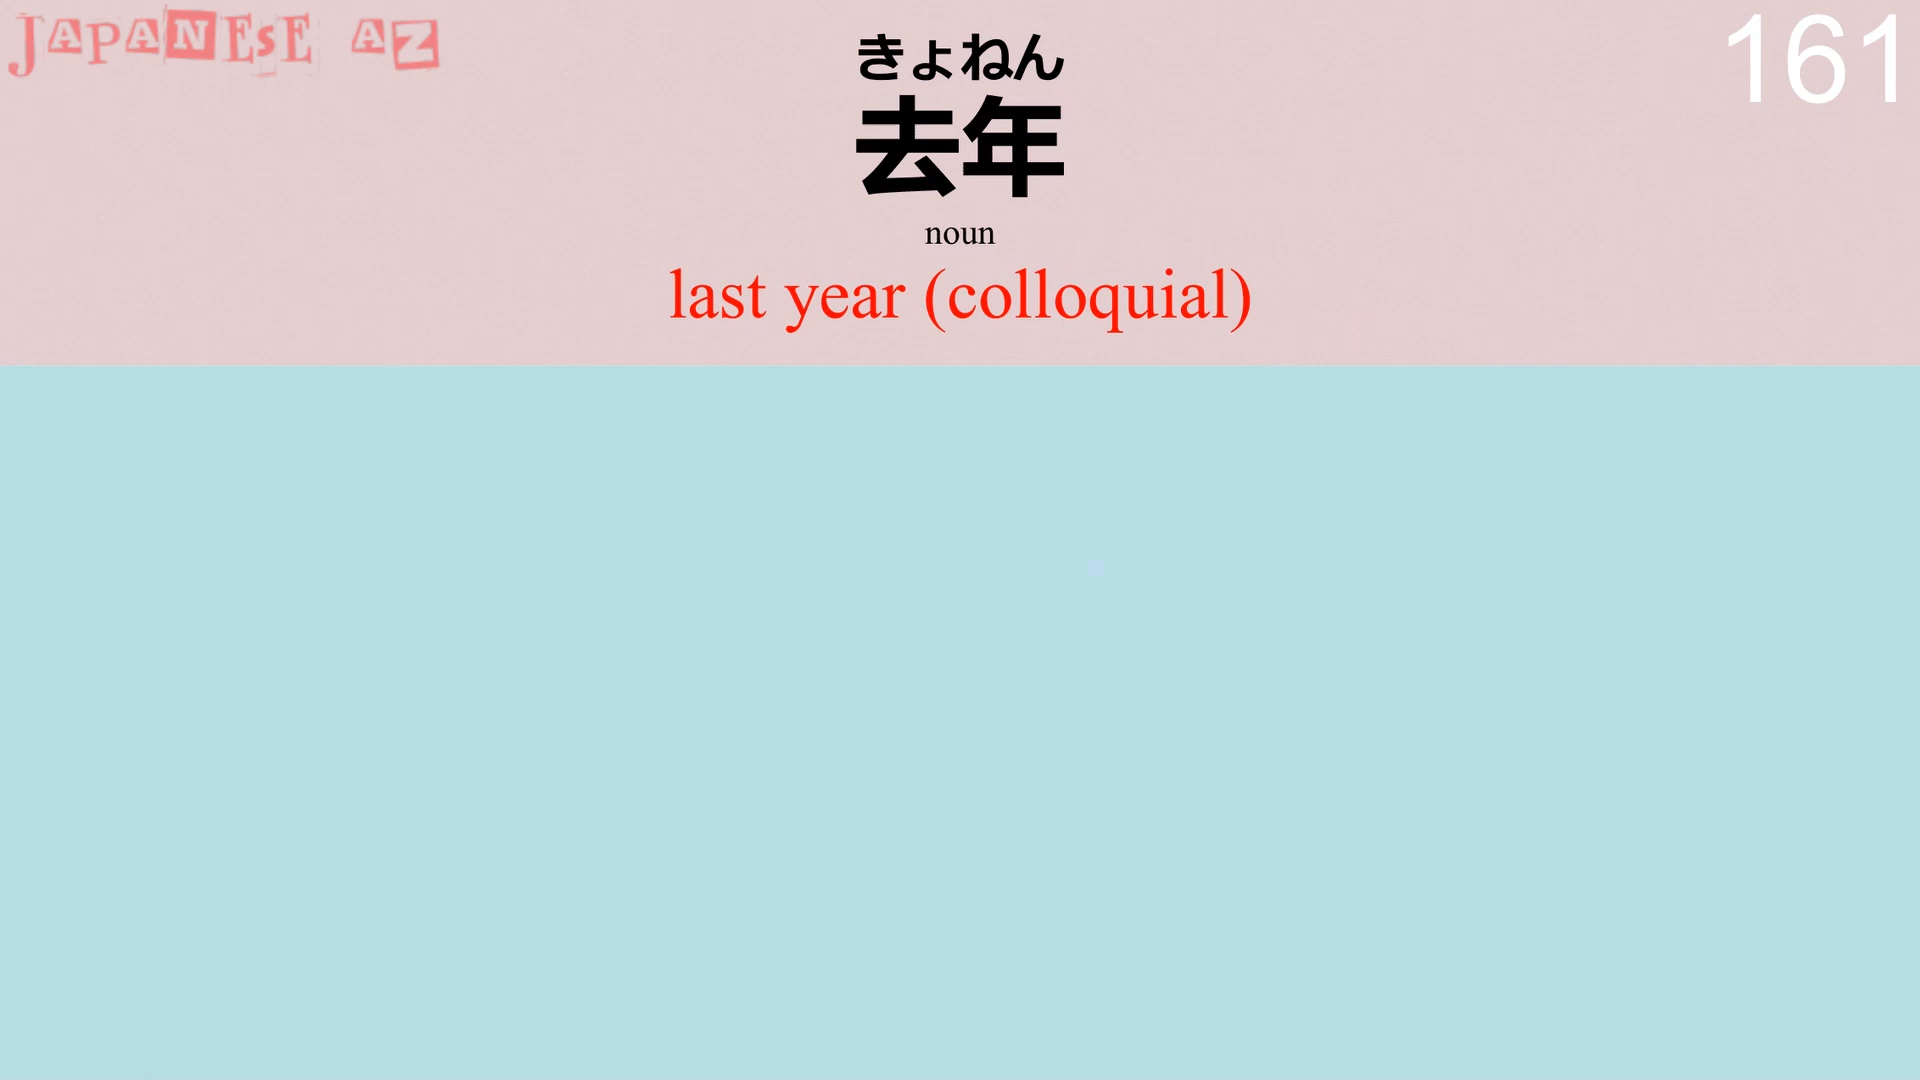 JAPANESE AZ
161
きょねん
去年
noun
last year (colloquial)